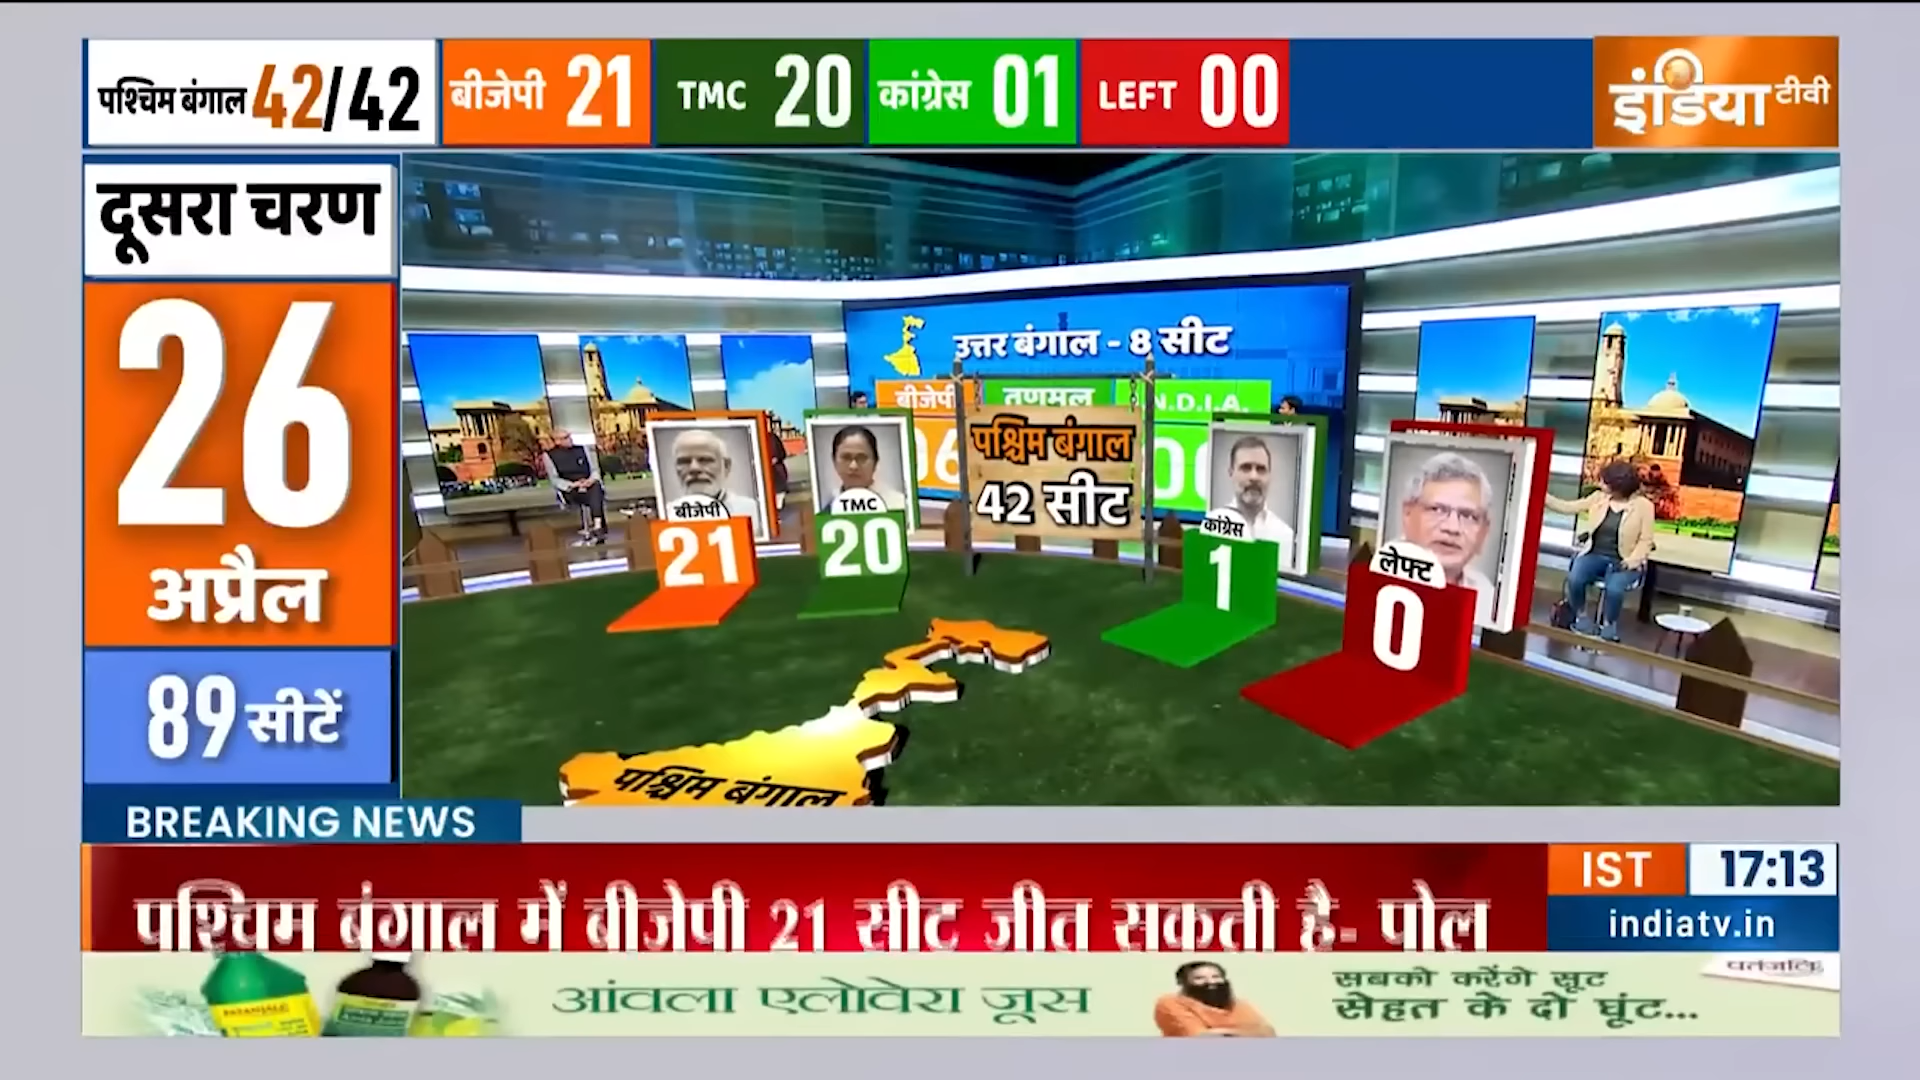 पश्चिम बंगाल 42/42
बीजेपी 21
TMC 20
कांग्रेस 01
LEFT 00
इंडिया टीवी
दूसरा चरण
26
अप्रैल
89 सीटें
उत्तर बंगाल - 8 सीट
बीजेपी
तृणमूल
N.D.I.A.
06
पश्चिम बंगाल
42 सीट
बीजेपी
21
TMC
20
कांग्रेस
1
लेफ्ट
0
पश्चिम बंगाल
BREAKING NEWS
पश्चिम बंगाल में बीजेपी 21 सीट जीत सकती है- पोल
IST 17:13
indiatv.in
आंवला एलोवेरा जूस
सबको करेंगे सूट
सेहत के दो घूंट...
पतंजलि
PATANJALI